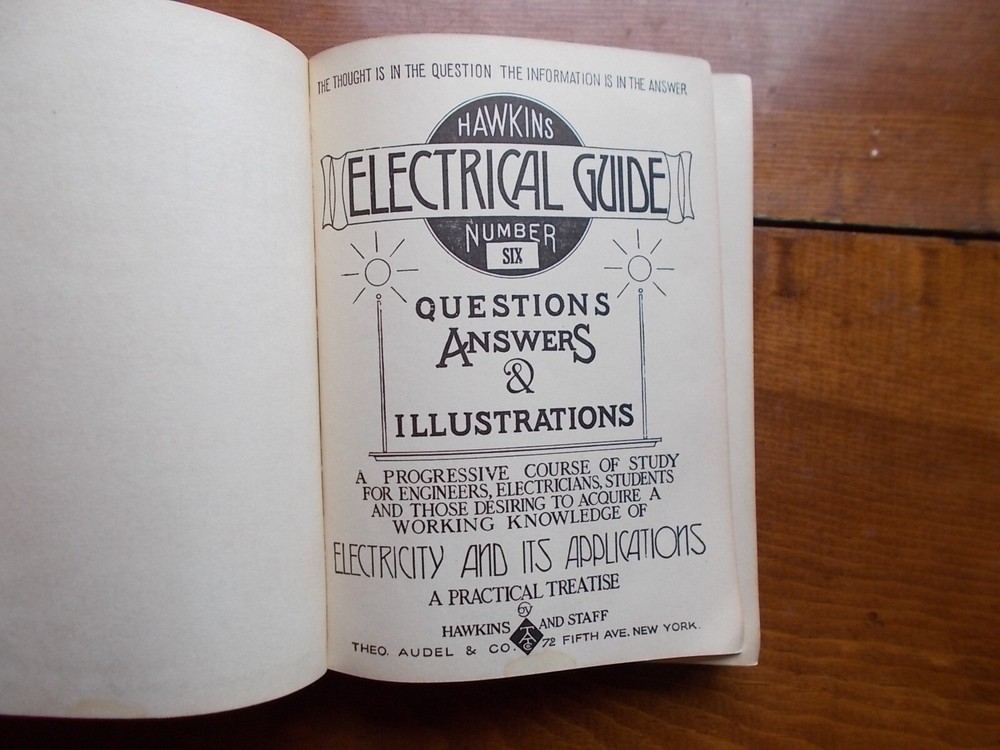 THE THOUGHT IS IN THE QUESTION THE INFORMATION IS IN THE ANSWER
HAWKINS
ELECTRICAL GUIDE
NUMBER
SIX
QUESTIONS
ANSWERS
&
ILLUSTRATIONS
A PROGRESSIVE COURSE OF STUDY
FOR ENGINEERS, ELECTRICIANS, STUDENTS
AND THOSE DESIRING TO ACQUIRE A
WORKING KNOWLEDGE OF
ELECTRICITY AND ITS APPLICATIONS
A PRACTICAL TREATISE
by
HAWKINS AND STAFF
THEO. AUDEL & CO. 72 FIFTH AVE. NEW YORK.